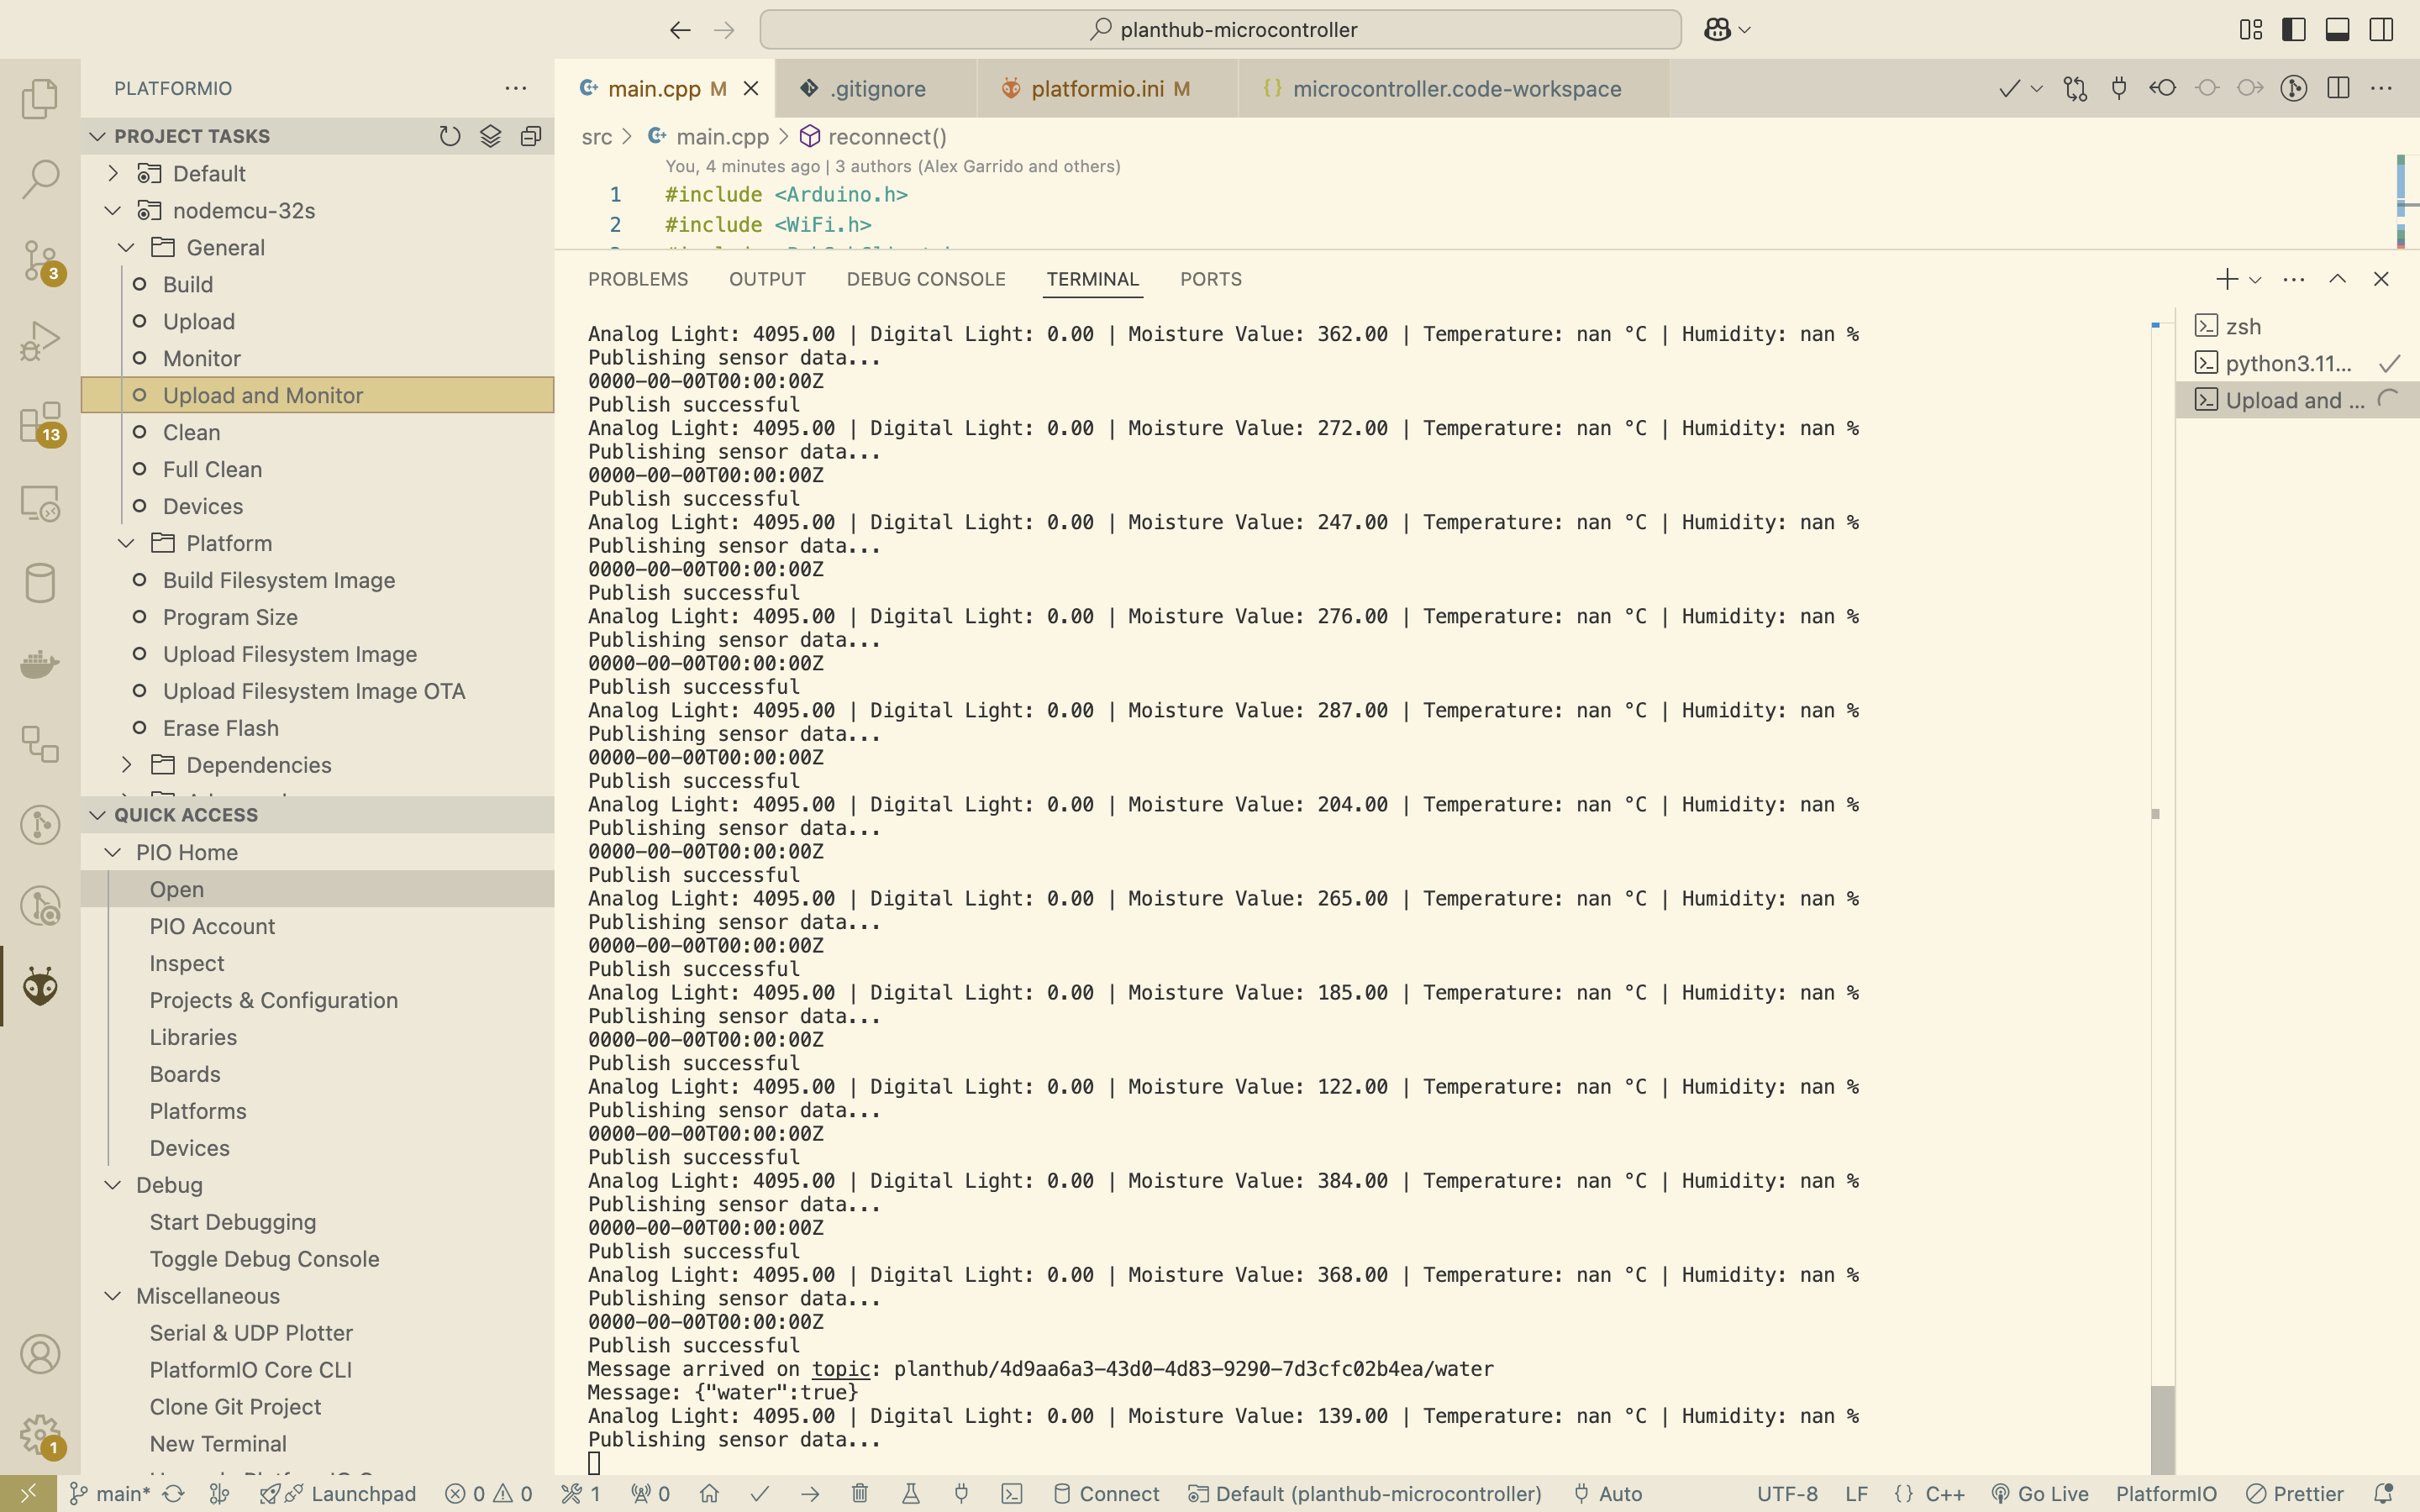 planthub-microcontroller
PLATFORMIO
PROJECT TASKS
Default
nodemcu-32s
General
Build
Upload
Monitor
Upload and Monitor
Clean
Full Clean
Devices
Platform
Build Filesystem Image
Program Size
Upload Filesystem Image
Upload Filesystem Image OTA
Erase Flash
Dependencies
QUICK ACCESS
PIO Home
Open
PIO Account
Inspect
Projects & Configuration
Libraries
Boards
Platforms
Devices
Debug
Start Debugging
Toggle Debug Console
Miscellaneous
Serial & UDP Plotter
PlatformIO Core CLI
Clone Git Project
New Terminal
3
13
1
main.cpp M
.gitignore
platformio.ini M
{} microcontroller.code-workspace
src > main.cpp > reconnect()
You, 4 minutes ago | 3 authors (Alex Garrido and others)
1 #include <Arduino.h>
2 #include <WiFi.h>
PROBLEMS OUTPUT DEBUG CONSOLE TERMINAL PORTS
Analog Light: 4095.00 | Digital Light: 0.00 | Moisture Value: 362.00 | Temperature: nan °C | Humidity: nan %
Publishing sensor data...
0000-00-00T00:00:00Z
Publish successful
Analog Light: 4095.00 | Digital Light: 0.00 | Moisture Value: 272.00 | Temperature: nan °C | Humidity: nan %
Publishing sensor data...
0000-00-00T00:00:00Z
Publish successful
Analog Light: 4095.00 | Digital Light: 0.00 | Moisture Value: 247.00 | Temperature: nan °C | Humidity: nan %
Publishing sensor data...
0000-00-00T00:00:00Z
Publish successful
Analog Light: 4095.00 | Digital Light: 0.00 | Moisture Value: 276.00 | Temperature: nan °C | Humidity: nan %
Publishing sensor data...
0000-00-00T00:00:00Z
Publish successful
Analog Light: 4095.00 | Digital Light: 0.00 | Moisture Value: 287.00 | Temperature: nan °C | Humidity: nan %
Publishing sensor data...
0000-00-00T00:00:00Z
Publish successful
Analog Light: 4095.00 | Digital Light: 0.00 | Moisture Value: 204.00 | Temperature: nan °C | Humidity: nan %
Publishing sensor data...
0000-00-00T00:00:00Z
Publish successful
Analog Light: 4095.00 | Digital Light: 0.00 | Moisture Value: 265.00 | Temperature: nan °C | Humidity: nan %
Publishing sensor data...
0000-00-00T00:00:00Z
Publish successful
Analog Light: 4095.00 | Digital Light: 0.00 | Moisture Value: 185.00 | Temperature: nan °C | Humidity: nan %
Publishing sensor data...
0000-00-00T00:00:00Z
Publish successful
Analog Light: 4095.00 | Digital Light: 0.00 | Moisture Value: 122.00 | Temperature: nan °C | Humidity: nan %
Publishing sensor data...
0000-00-00T00:00:00Z
Publish successful
Analog Light: 4095.00 | Digital Light: 0.00 | Moisture Value: 384.00 | Temperature: nan °C | Humidity: nan %
Publishing sensor data...
0000-00-00T00:00:00Z
Publish successful
Analog Light: 4095.00 | Digital Light: 0.00 | Moisture Value: 368.00 | Temperature: nan °C | Humidity: nan %
Publishing sensor data...
0000-00-00T00:00:00Z
Publish successful
Message arrived on topic: planthub/4d9aa6a3-43d0-4d83-9290-7d3cfc02b4ea/water
Message: {"water":true}
Analog Light: 4095.00 | Digital Light: 0.00 | Moisture Value: 139.00 | Temperature: nan °C | Humidity: nan %
Publishing sensor data...
zsh
python3.11...
Upload and ...
main* Launchpad 0 0 1 0 Connect Default (planthub-microcontroller) Auto UTF-8 LF {} C++ Go Live PlatformIO Prettier